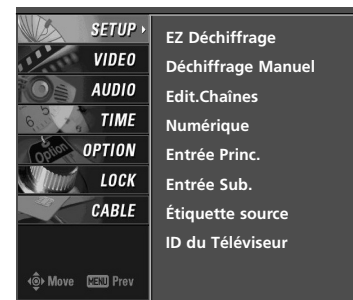 SETUP
VIDEO
AUDIO
TIME
OPTION
LOCK
CABLE
Move MENU Prev
EZ Déchiffrage
Déchiffrage Manuel
Edit.Chaînes
Numérique
Entrée Princ.
Entrée Sub.
Étiquette source
ID du Téléviseur